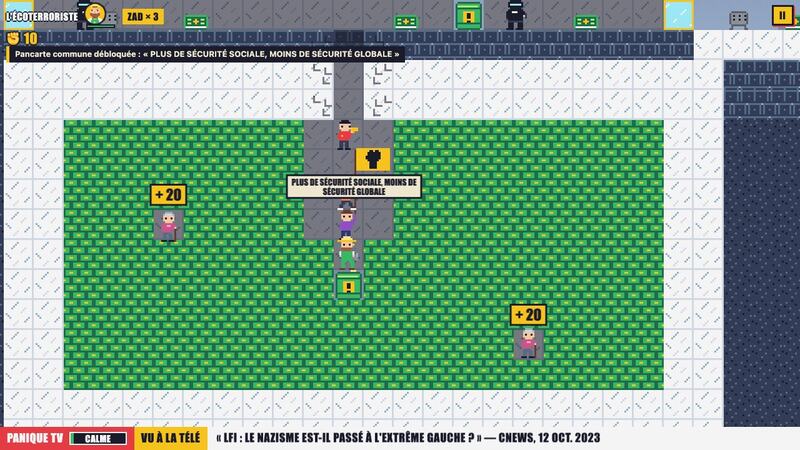 L'ÉCOTERRORISTE
ZAD × 3
10
Pancarte commune débloquée : « PLUS DE SÉCURITÉ SOCIALE, MOINS DE SÉCURITÉ GLOBALE »
+ 20
PLUS DE SÉCURITÉ SOCIALE, MOINS DE
SÉCURITÉ GLOBALE
+ 20
PANIQUE TV
CALME
VU À LA TÉLÉ
« LFI : LE NAZISME EST-IL PASSÉ À L'EXTRÊME GAUCHE ? » — CNEWS, 12 OCT. 2023